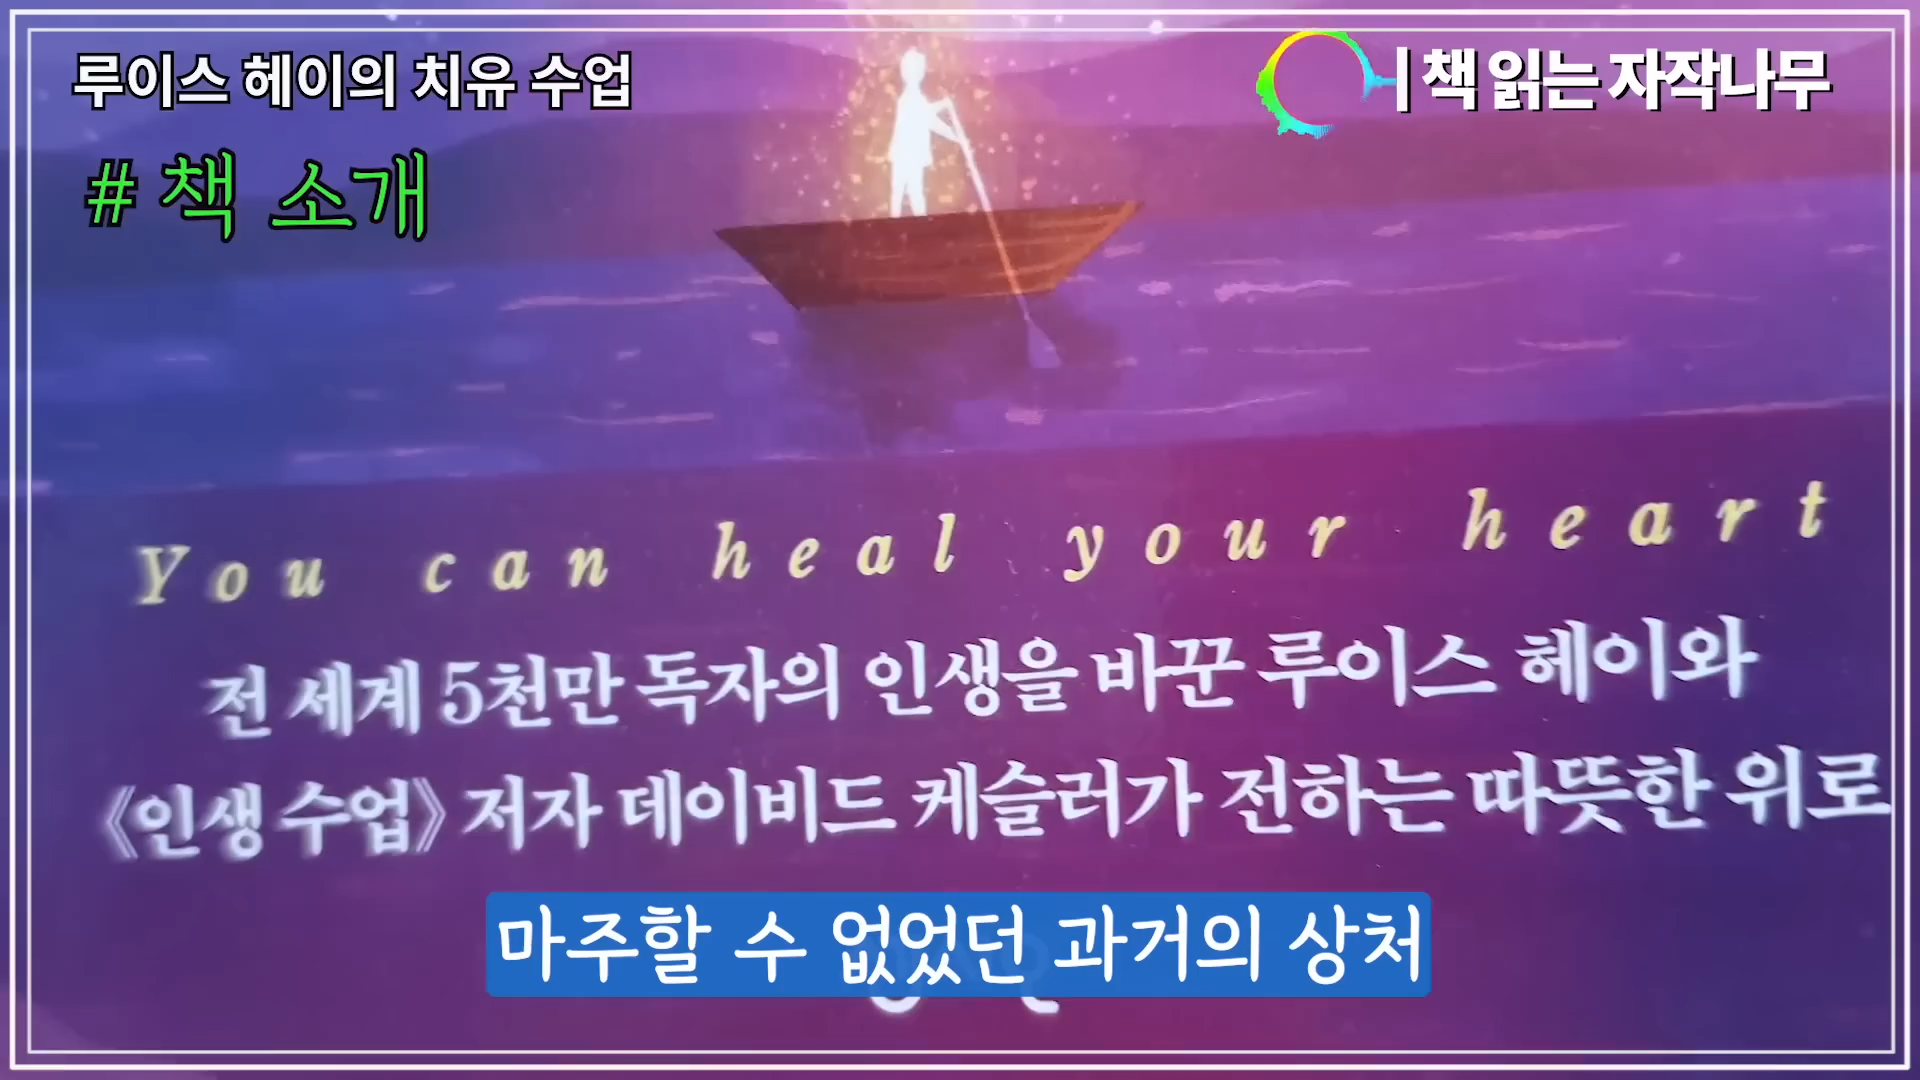 루이스 헤이의 치유 수업
| 책 읽는 자작나무
# 책 소개
You can heal your heart
전 세계 5천만 독자의 인생을 바꾼 루이스 헤이와
《인생 수업》 저자 데이비드 케슬러가 전하는 따뜻한 위로
마주할 수 없었던 과거의 상처